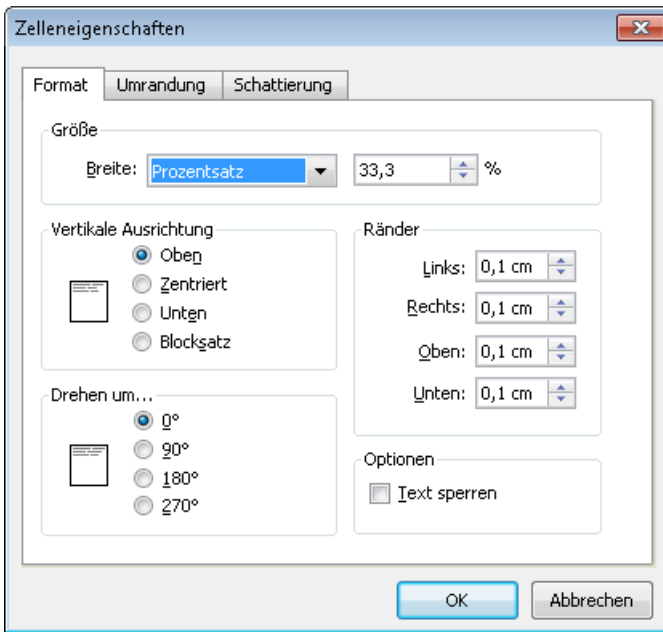 Zelleneigenschaften
Format Umrandung Schattierung
Größe
Breite: Prozentsatz 33,3 %
Vertikale Ausrichtung
Oben
Zentriert
Unten
Blocksatz
Ränder
Links: 0,1 cm
Rechts: 0,1 cm
Oben: 0,1 cm
Unten: 0,1 cm
Drehen um...
0°
90°
180°
270°
Optionen
Text sperren
OK Abbrechen